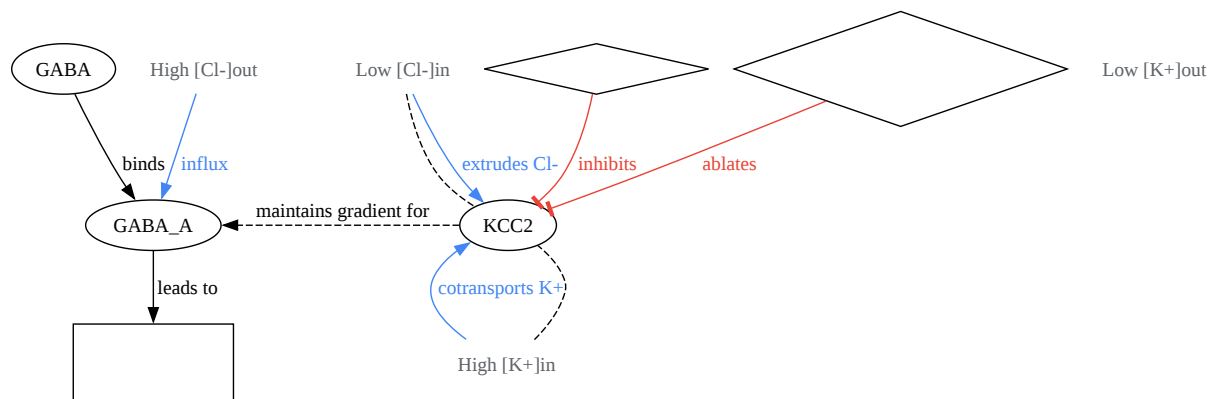 GABA
High [Cl-]out
Low [Cl-]in
Low [K+]out
binds
influx
extrudes Cl-
inhibits
ablates
maintains gradient for
GABA_A
KCC2
leads to
cotransports K+
High [K+]in